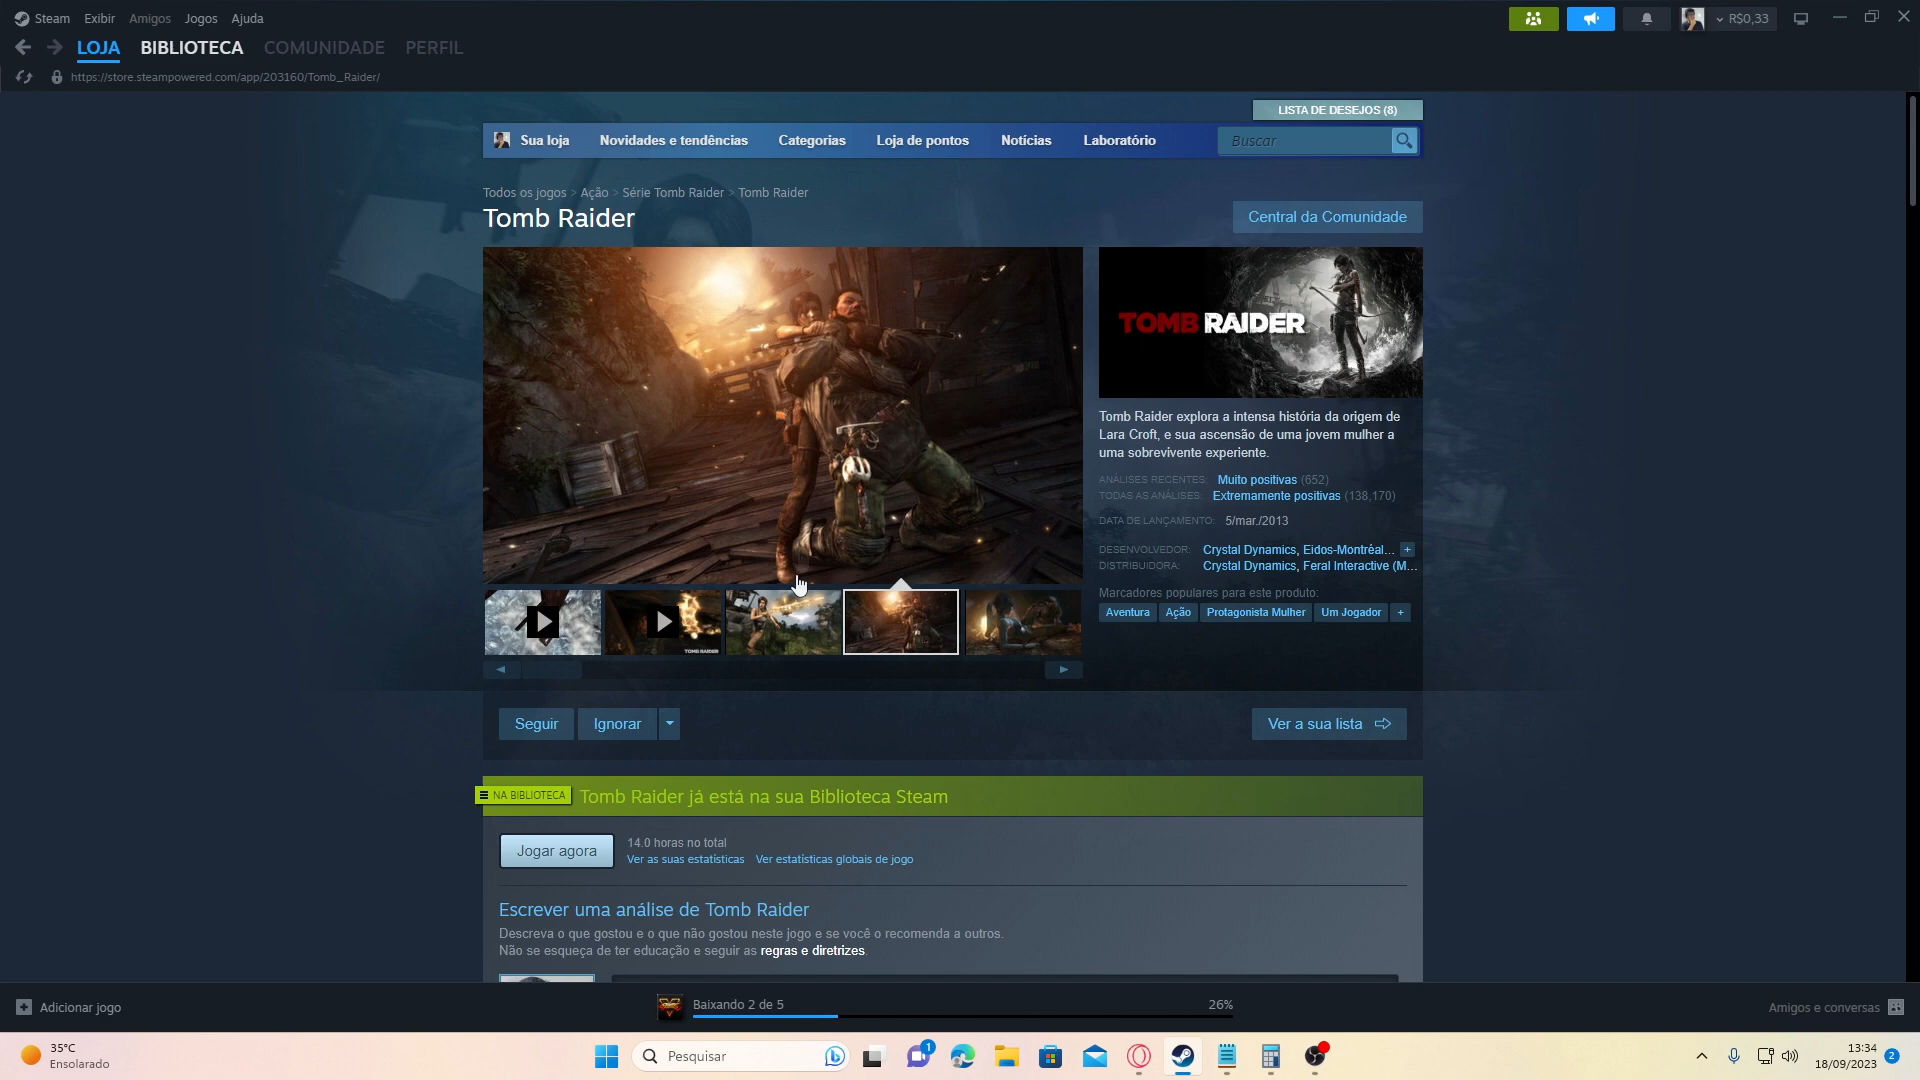 Steam Exibir Amigos Jogos Ajuda
R$0,33
LOJA BIBLIOTECA COMUNIDADE PERFIL
https://store.steampowered.com/app/203160/Tomb_Raider/
LISTA DE DESEJOS (8)
Sua loja Novidades e tendências Categorias Loja de pontos Notícias Laboratório Buscar
Todos os jogos > Ação > Série Tomb Raider > Tomb Raider
Tomb Raider
Central da Comunidade
TOMB RAIDER
Tomb Raider explora a intensa história da origem de
Lara Croft, e sua ascensão de uma jovem mulher a
uma sobrevivente experiente.
ANÁLISES RECENTES: Muito positivas (652)
TODAS AS ANÁLISES: Extremamente positivas (138,170)
DATA DE LANÇAMENTO: 5/mar./2013
DESENVOLVEDOR: Crystal Dynamics, Eidos-Montréal... +
DISTRIBUIDORA: Crystal Dynamics, Feral Interactive (M...
Marcadores populares para este produto:
Aventura Ação Protagonista Mulher Um Jogador +
TOMB RAIDER
Seguir Ignorar
Ver a sua lista
NA BIBLIOTECA Tomb Raider já está na sua Biblioteca Steam
Jogar agora
14.0 horas no total
Ver as suas estatísticas Ver estatísticas globais de jogo
Escrever uma análise de Tomb Raider
Descreva o que gostou e o que não gostou neste jogo e se você o recomenda a outros.
Não se esqueça de ter educação e seguir as regras e diretrizes.
Adicionar jogo
Baixando 2 de 5
26%
Amigos e conversas
35°C
Ensolarado
Pesquisar
1
13:34
18/09/2023
2